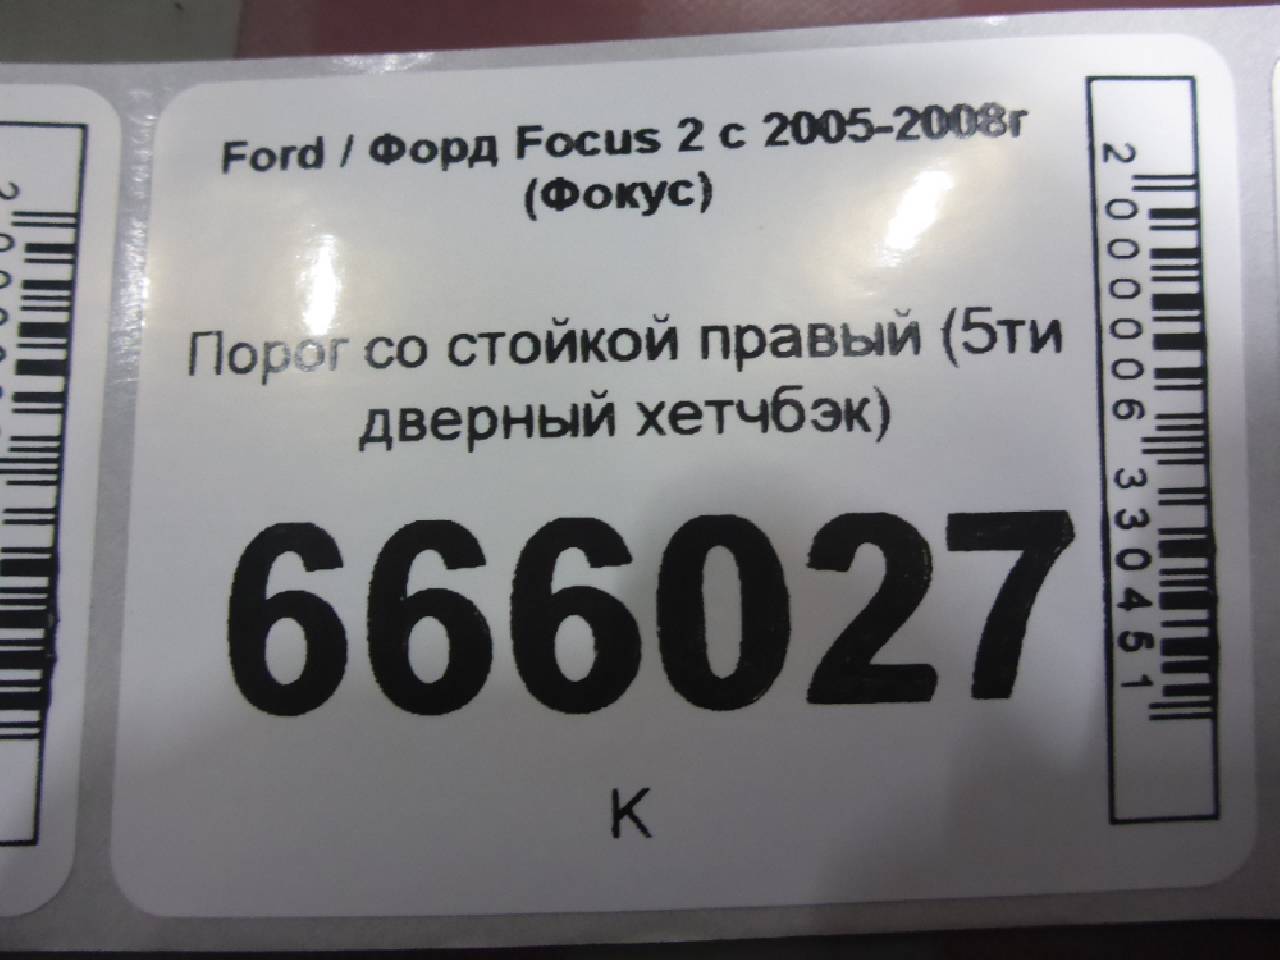 Ford / Форд Focus 2 с 2005-2008г
(Фокус)
Порог со стойкой правый (5ти
дверный хетчбэк)
666027
К
2000006330451